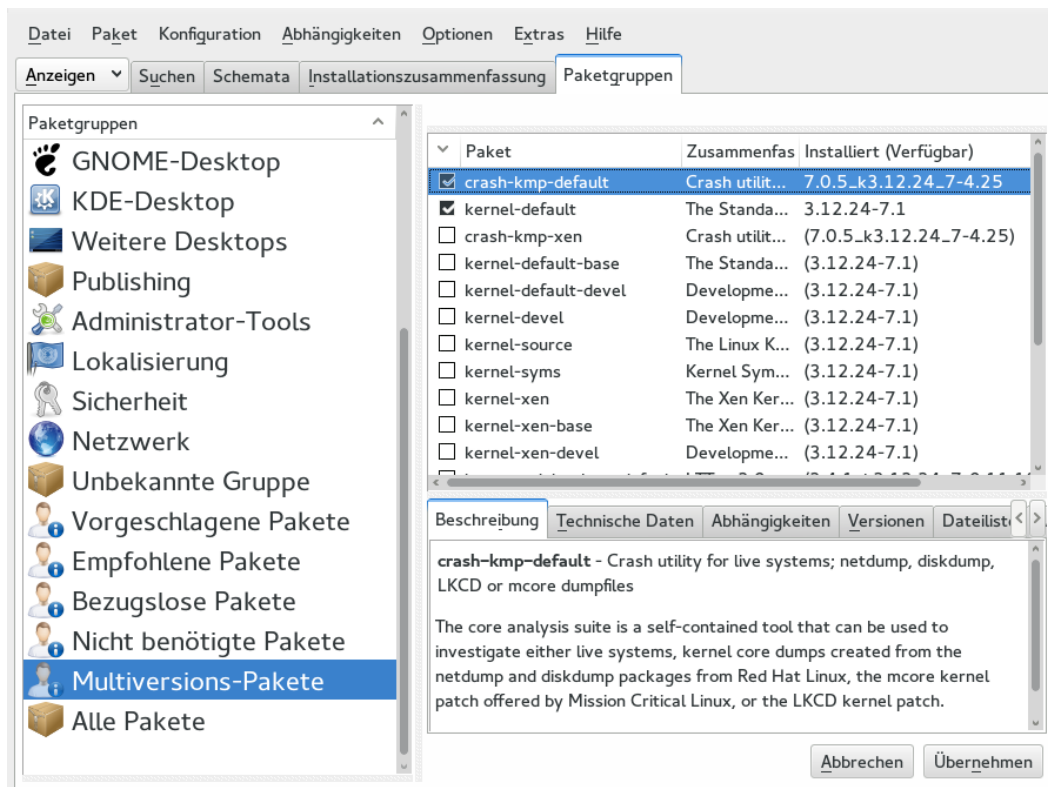 Datei Paket Konfiguration Abhängigkeiten Optionen Extras Hilfe
Anzeigen Suchen Schemata Installationszusammenfassung Paketgruppen
Paketgruppen
GNOME-Desktop
KDE-Desktop
Weitere Desktops
Publishing
Administrator-Tools
Lokalisierung
Sicherheit
Netzwerk
Unbekannte Gruppe
Vorgeschlagene Pakete
Empfohlene Pakete
Bezugslose Pakete
Nicht benötigte Pakete
Multiversions-Pakete
Alle Pakete
Paket Zusammenfas Installiert (Verfügbar)
crash-kmp-default Crash utilit... 7.0.5_k3.12.24_7-4.25
kernel-default The Standa... 3.12.24-7.1
crash-kmp-xen Crash utilit... (7.0.5_k3.12.24_7-4.25)
kernel-default-base The Standa... (3.12.24-7.1)
kernel-default-devel Developme... (3.12.24-7.1)
kernel-devel Developme... (3.12.24-7.1)
kernel-source The Linux K... (3.12.24-7.1)
kernel-syms Kernel Sym... (3.12.24-7.1)
kernel-xen The Xen Ker... (3.12.24-7.1)
kernel-xen-base The Xen Ker... (3.12.24-7.1)
kernel-xen-devel Developme... (3.12.24-7.1)
Beschreibung Technische Daten Abhängigkeiten Versionen Dateilist
crash-kmp-default - Crash utility for live systems; netdump, diskdump,
LKCD or mcore dumpfiles
The core analysis suite is a self-contained tool that can be used to
investigate either live systems, kernel core dumps created from the
netdump and diskdump packages from Red Hat Linux, the mcore kernel
patch offered by Mission Critical Linux, or the LKCD kernel patch.
Abbrechen Übernehmen